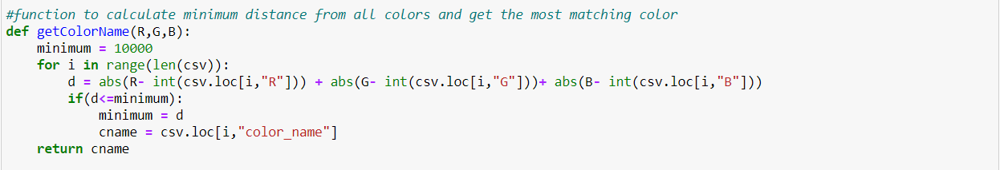 #function to calculate minimum distance from all colors and get the most matching color
def getColorName(R,G,B):
    minimum = 10000
    for i in range(len(csv)):
        d = abs(R- int(csv.loc[i,"R"])) + abs(G- int(csv.loc[i,"G"]))+ abs(B- int(csv.loc[i,"B"]))
        if(d<=minimum):
            minimum = d
            cname = csv.loc[i,"color_name"]
    return cname